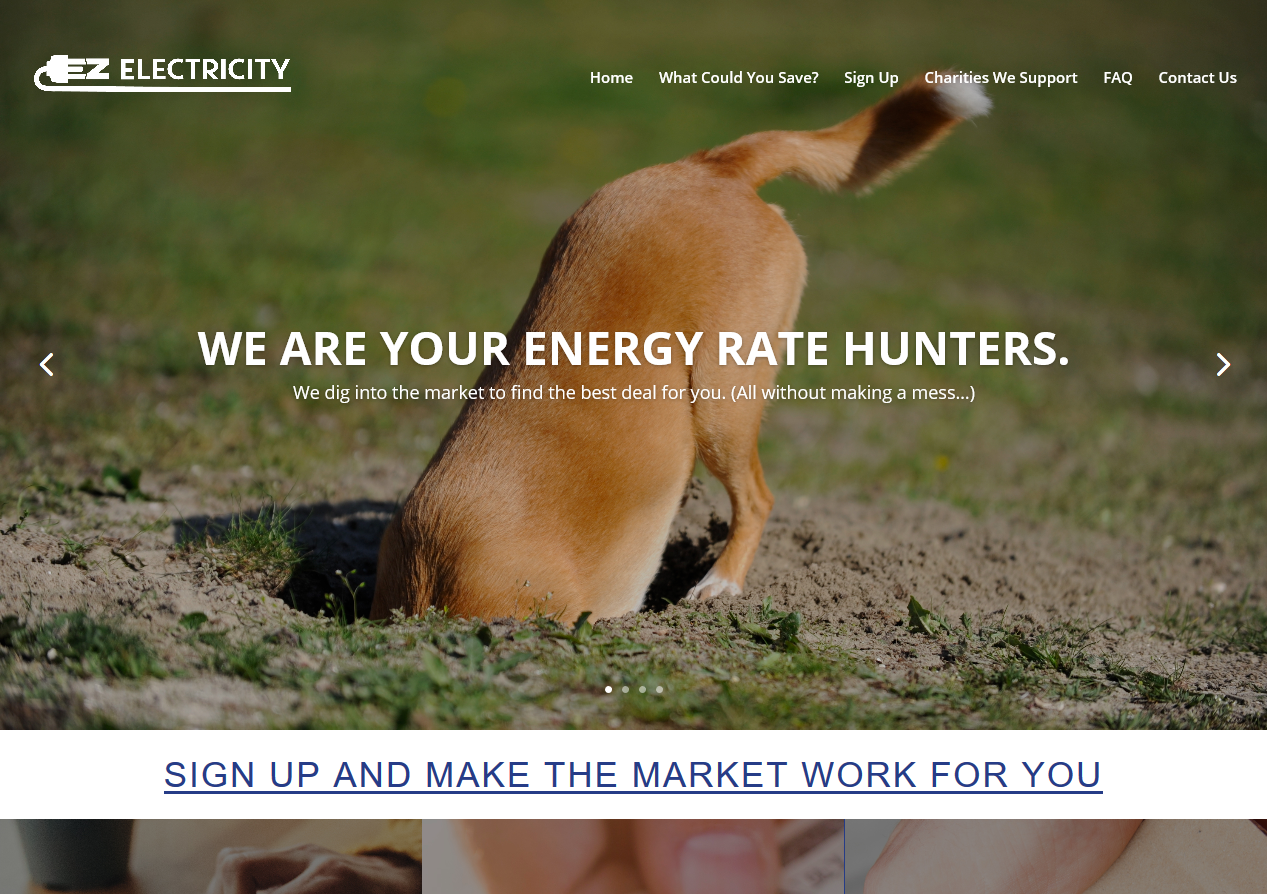 EZ ELECTRICITY
Home What Could You Save? Sign Up Charities We Support FAQ Contact Us
WE ARE YOUR ENERGY RATE HUNTERS.
We dig into the market to find the best deal for you. (All without making a mess...)
SIGN UP AND MAKE THE MARKET WORK FOR YOU